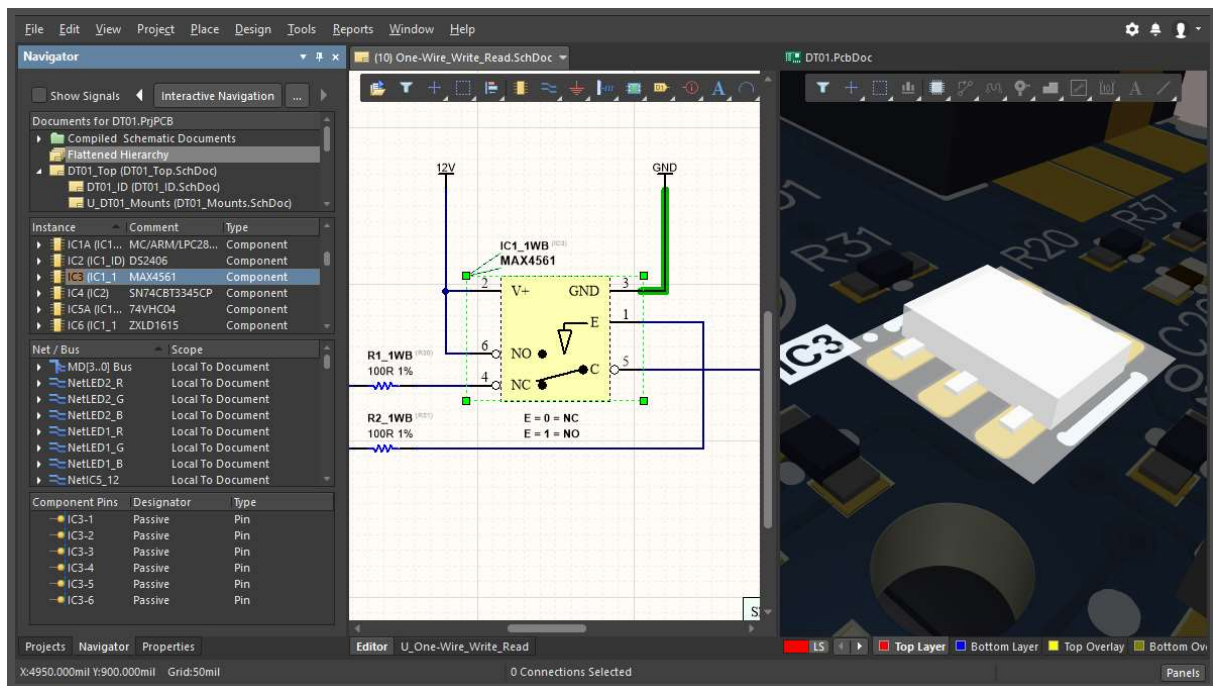 File Edit View Project Place Design Tools Reports Window Help
Navigator
(10) One-Wire_Write_Read.SchDoc
DT01.PcbDoc
Show Signals
Interactive Navigation
...
Documents for DT01.PrjPCB
Compiled Schematic Documents
Flattened Hierarchy
DT01_Top (DT01_Top.SchDoc)
DT01_ID (DT01_ID.SchDoc)
U_DT01_Mounts (DT01_Mounts.SchDoc)
Instance Comment Type
IC1A (IC1... MC/ARM/LPC28... Component
IC2 (IC1_ID) DS2406 Component
IC3 (IC1_1 MAX4561 Component
IC4 (IC2) SN74CBT3345CP Component
IC5A (IC1... 74VHC04 Component
IC6 (IC1_1 ZXLD1615 Component
Net / Bus Scope
MD[3..0] Bus Local To Document
NetLED2_R Local To Document
NetLED2_G Local To Document
NetLED2_B Local To Document
NetLED1_R Local To Document
NetLED1_G Local To Document
NetLED1_B Local To Document
NetIC5_12 Local To Document
Component Pins Designator Type
IC3-1 Passive Pin
IC3-2 Passive Pin
IC3-3 Passive Pin
IC3-4 Passive Pin
IC3-5 Passive Pin
IC3-6 Passive Pin
12V
GND
IC1_1WB (IC3)
MAX4561
2 V+ GND 3
E 1
6 NO
C 5
4 NC
R1_1WB (R30)
100R 1%
R2_1WB (R31)
100R 1%
E = 0 = NC
E = 1 = NO
R31
R20
R37
IC3
Projects Navigator Properties
Editor U_One-Wire_Write_Read
LS Top Layer Bottom Layer Top Overlay Bottom Ov
X:4950.000mil Y:900.000mil Grid:50mil
0 Connections Selected
Panels